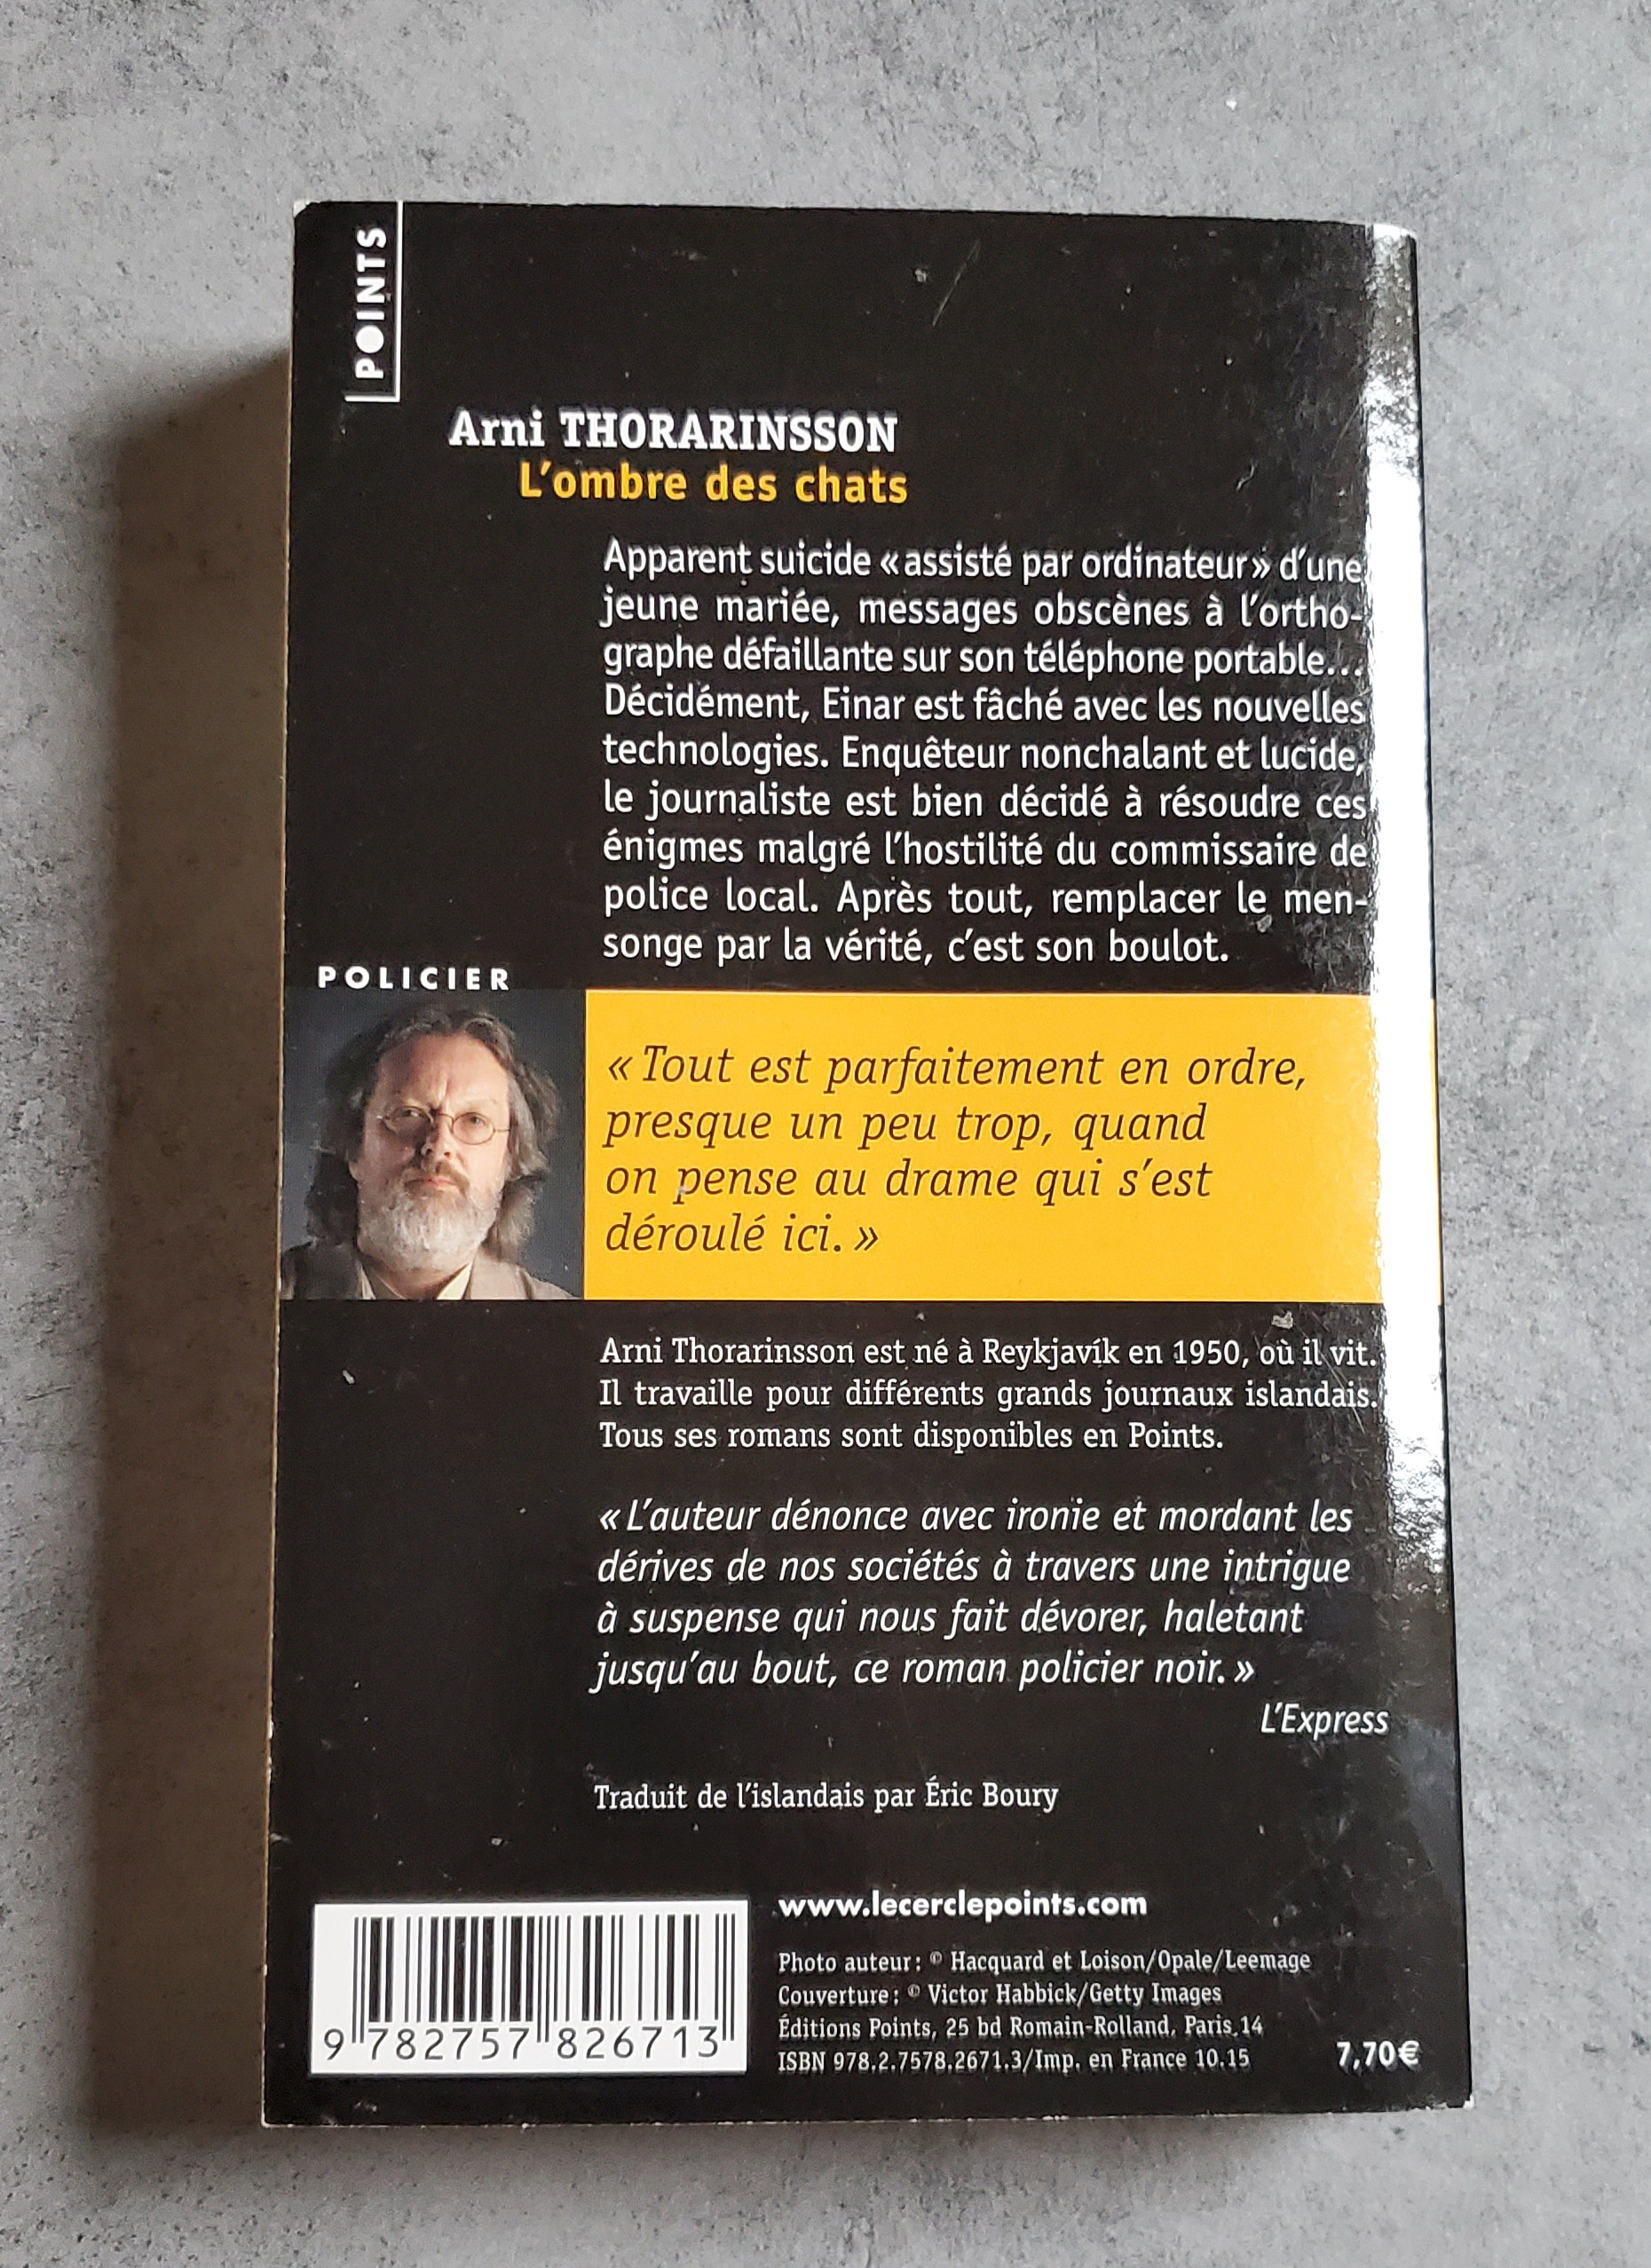 POINTS
Arni THORARINSSON
L'ombre des chats
Apparent suicide « assisté par ordinateur » d'une
jeune mariée, messages obscènes à l'ortho-
graphe défaillante sur son téléphone portable...
Décidément, Einar est fâché avec les nouvelles
technologies. Enquêteur nonchalant et lucide,
le journaliste est bien décidé à résoudre ces
énigmes malgré l'hostilité du commissaire de
police local. Après tout, remplacer le men-
songe par la vérité, c'est son boulot.
POLICIER
« Tout est parfaitement en ordre,
presque un peu trop, quand
on pense au drame qui s'est
déroulé ici. »
Arni Thorarinsson est né à Reykjavík en 1950, où il vit.
Il travaille pour différents grands journaux islandais.
Tous ses romans sont disponibles en Points.
« L'auteur dénonce avec ironie et mordant les
dérives de nos sociétés à travers une intrigue
à suspense qui nous fait dévorer, haletant
jusqu'au bout, ce roman policier noir. »
L'Express
Traduit de l'islandais par Éric Boury
www.lecerclepoints.com
Photo auteur : © Hacquard et Loison/Opale/Leemage
Couverture : © Victor Habbick/Getty Images
Éditions Points, 25 bd Romain-Rolland, Paris 14
ISBN 978.2.7578.2671.3/Imp. en France 10.15
7,70€
9 782757 826713